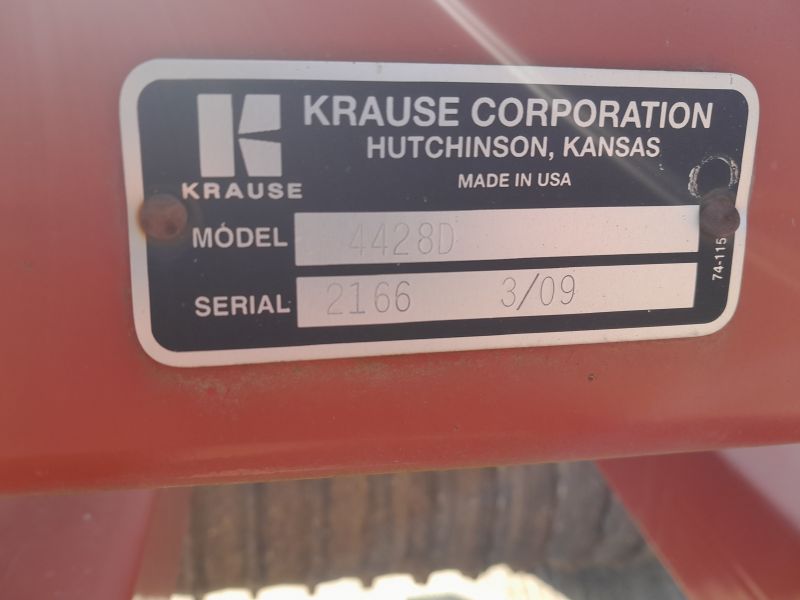 KRAUSE CORPORATION
HUTCHINSON, KANSAS
MADE IN USA
KRAUSE
MODEL 4428D
SERIAL 2166 3/09
74-115